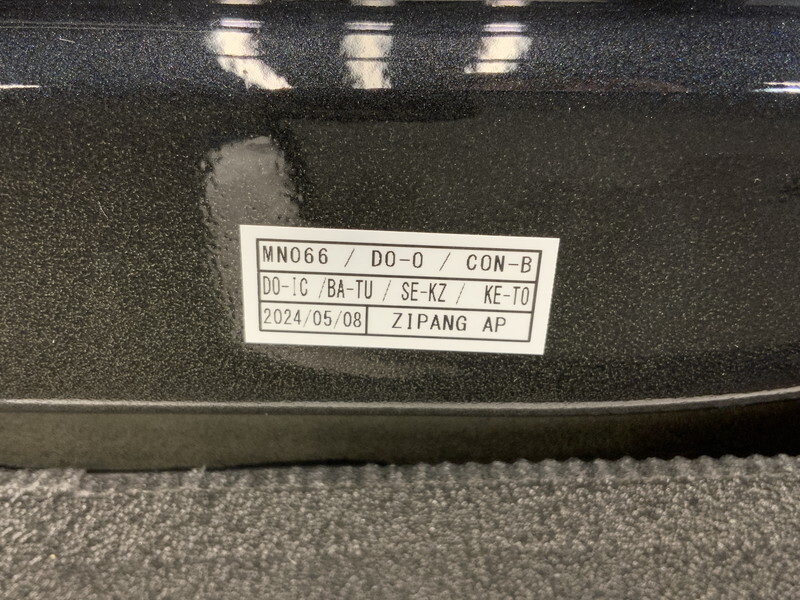 MN066 / DO-O / CON-B
DO-IC /BA-TU / SE-KZ / KE-TO
2024/05/08 ZIPANG AP